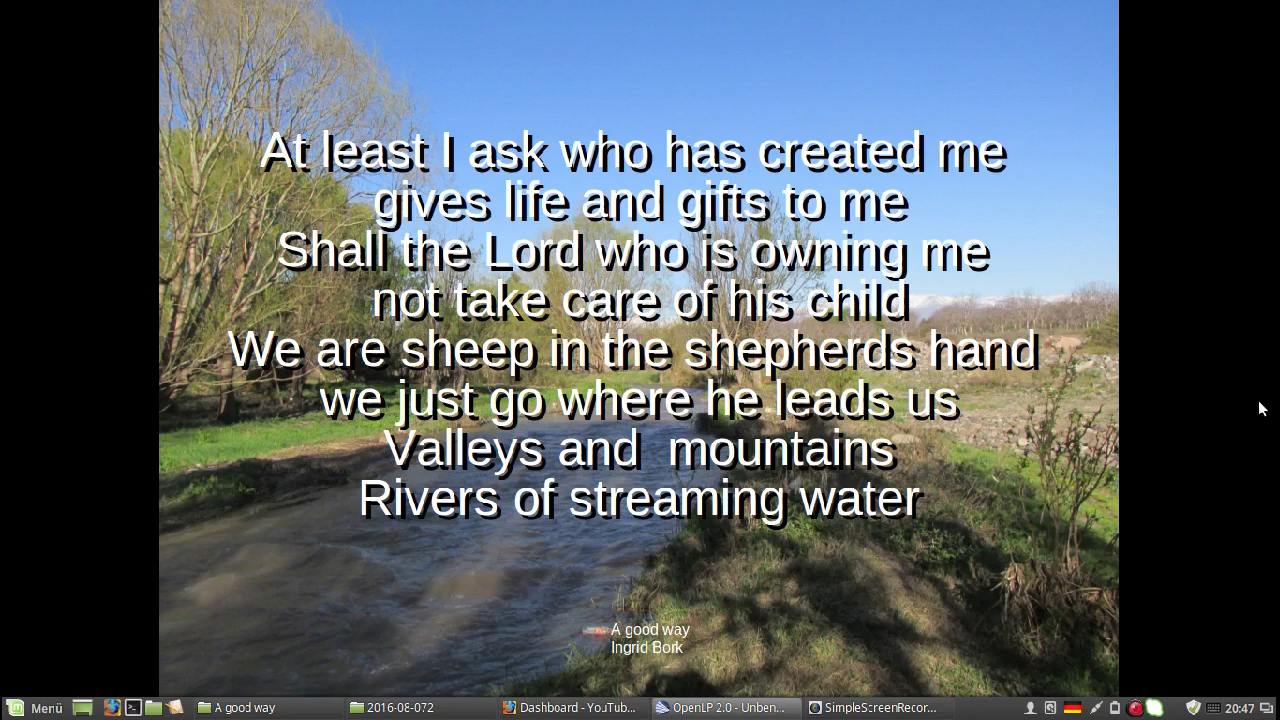 At least I ask who has created me
gives life and gifts to me
Shall the Lord who is owning me
not take care of his child
We are sheep in the shepherds hand
we just go where he leads us
Valleys and  mountains
Rivers of streaming water
A good way
Ingrid Bork
Menü
A good way
2016-08-072
Dashboard - YouTub...
OpenLP 2.0 - Unben...
SimpleScreenRecor...
20:47